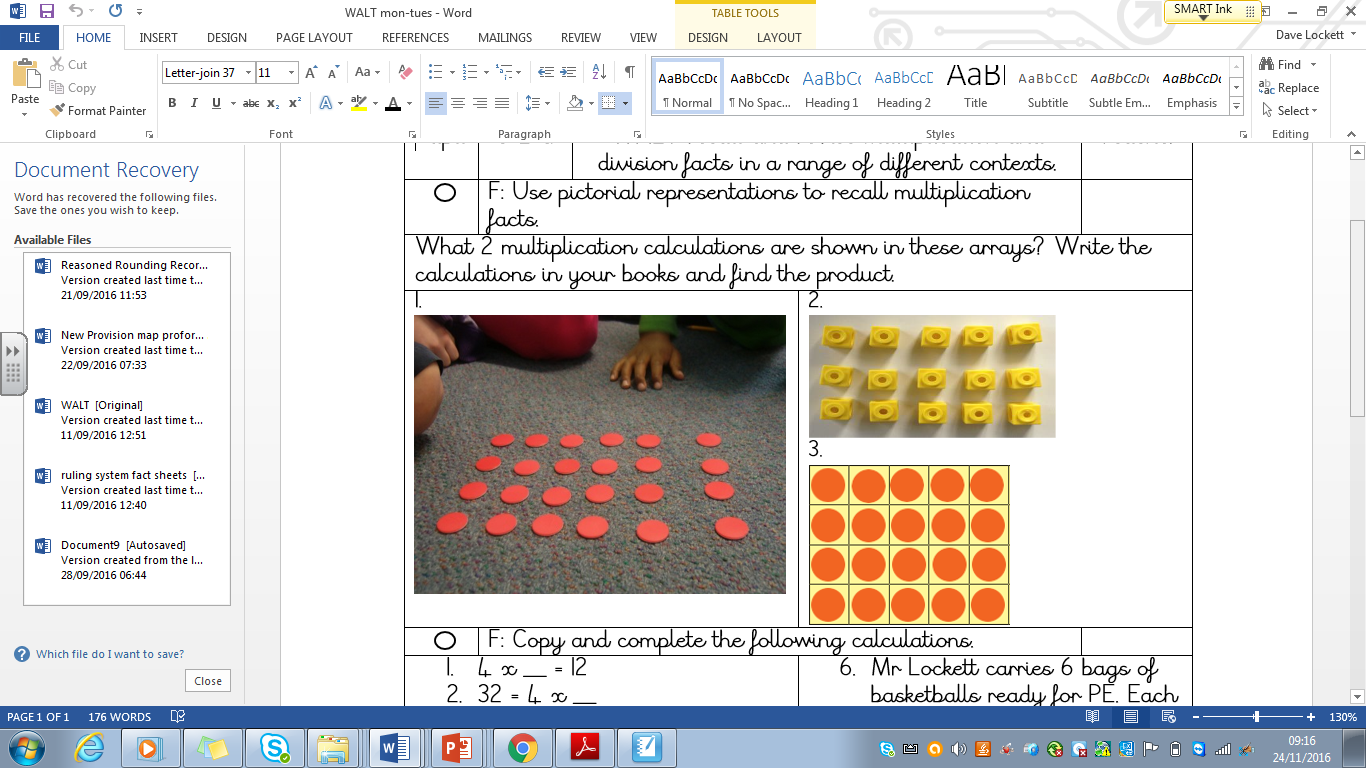 WALT mon-tues - Word
TABLE TOOLS
SMART Ink
FILE HOME INSERT DESIGN PAGE LAYOUT REFERENCES MAILINGS REVIEW VIEW DESIGN LAYOUT
Dave Lockett
Paste
Cut
Copy
Format Painter
Clipboard
Letter-join 37 11
Font
Paragraph
AaBbCcDc AaBbCcDc AaBbCc AaBbCcD AaBl AaBbCcD AaBbCcDc AaBbCcDc
¶ Normal ¶ No Spac... Heading 1 Heading 2 Title Subtitle Subtle Em... Emphasis
Styles
Find
Replace
Select
Editing
Document Recovery
Word has recovered the following files.
Save the ones you wish to keep.
Available Files
Reasoned Rounding Recor...
Version created last time t...
21/09/2016 11:53
New Provision map profor...
Version created last time t...
22/09/2016 07:33
WALT [Original]
Version created last time t...
11/09/2016 12:51
ruling system fact sheets [...
Version created last time t...
11/09/2016 12:40
Document9 [Autosaved]
Version created from the l...
28/09/2016 06:44
Which file do I want to save?
Close
division facts in a range of different contexts.
F: Use pictorial representations to recall multiplication
facts.
What 2 multiplication calculations are shown in these arrays? Write the
calculations in your books and find the product.
1.
2.
3.
F: Copy and complete the following calculations.
1. 4 x __ = 12
2. 32 = 4 x __
6. Mr Lockett carries 6 bags of
basketballs ready for PE. Each
PAGE 1 OF 1 176 WORDS
130%
09:16
24/11/2016